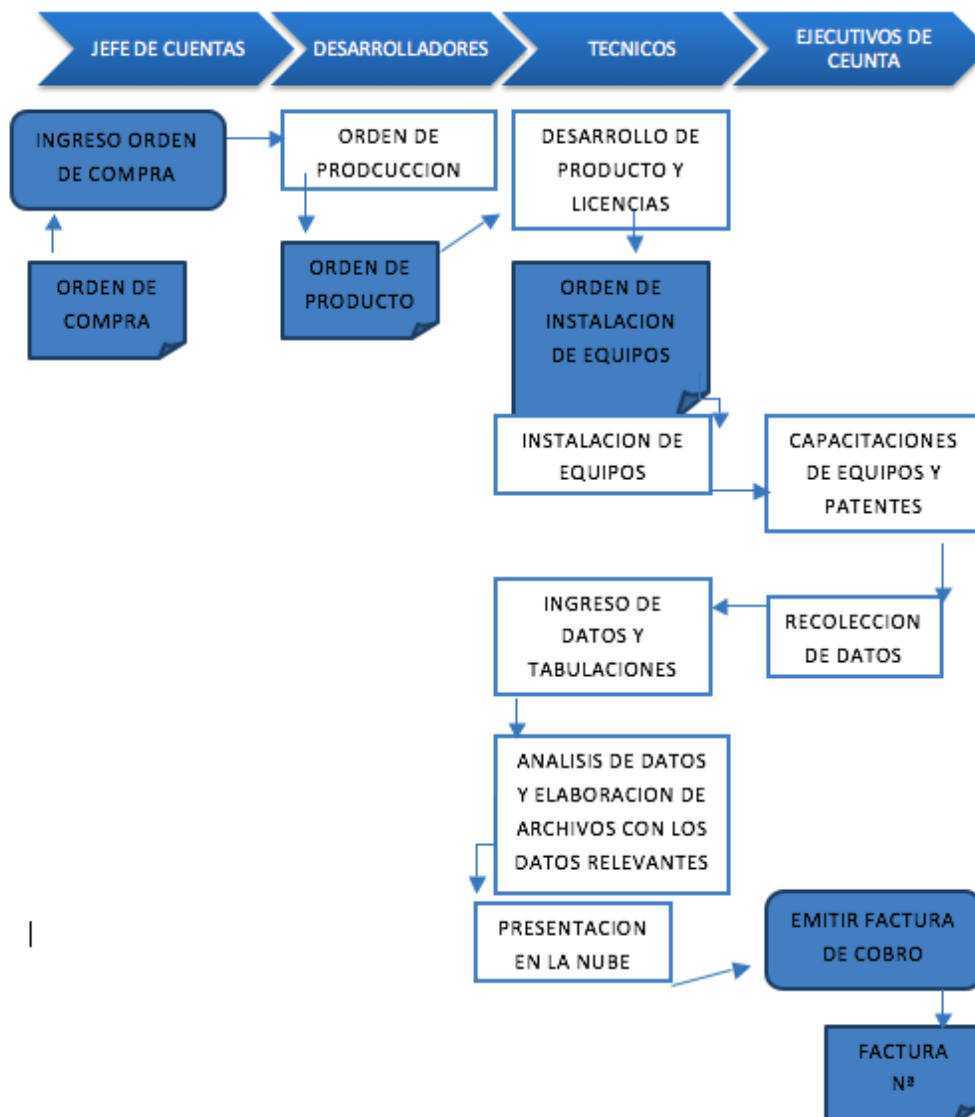 JEFE DE CUENTAS
DESARROLLADORES
TECNICOS
EJECUTIVOS DE
CEUNTA
INGRESO ORDEN
DE COMPRA
ORDEN DE
PRODCUCCION
DESARROLLO DE
PRODUCTO Y
LICENCIAS
ORDEN DE
COMPRA
ORDEN DE
PRODUCTO
ORDEN DE
INSTALACION
DE EQUIPOS
INSTALACION DE
EQUIPOS
CAPACITACIONES
DE EQUIPOS Y
PATENTES
INGRESO DE
DATOS Y
TABULACIONES
RECOLECCION
DE DATOS
ANALISIS DE DATOS
Y ELABORACION DE
ARCHIVOS CON LOS
DATOS RELEVANTES
PRESENTACION
EN LA NUBE
EMITIR FACTURA
DE COBRO
FACTURA
Nª